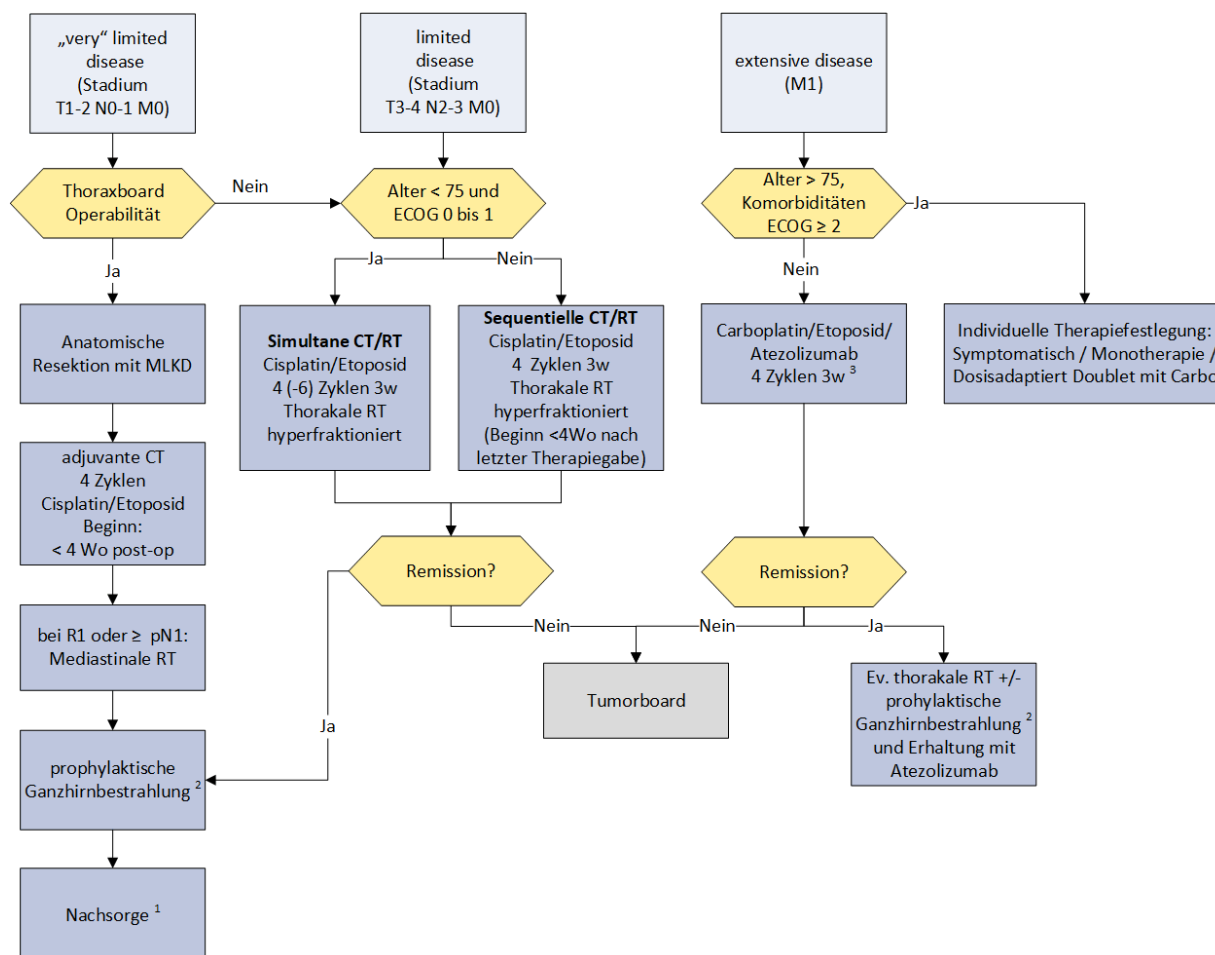 „very“ limited
disease
(Stadium
T1-2 N0-1 M0)
limited
disease
(Stadium
T3-4 N2-3 M0)
extensive disease
(M1)
Thoraxboard
Operabilität
Nein
Alter < 75 und
ECOG 0 bis 1
Alter > 75,
Komorbiditäten
ECOG ≥ 2
Ja
Ja
Ja
Nein
Nein
Anatomische
Resektion mit MLKD
Simultane CT/RT
Cisplatin/Etoposid
4 (-6) Zyklen 3w
Thorakale RT
hyperfraktioniert
Sequentielle CT/RT
Cisplatin/Etoposid
4 Zyklen 3w
Thorakale RT
hyperfraktioniert
(Beginn <4Wo nach
letzter Therapiegabe)
Carboplatin/Etoposid/
Atezolizumab
4 Zyklen 3w ³
Individuelle Therapiefestlegung:
Symptomatisch / Monotherapie /
Dosisadaptiert Doublet mit Carbo
adjuvante CT
4 Zyklen
Cisplatin/Etoposid
Beginn:
< 4 Wo post-op
Remission?
Remission?
Nein
Nein
Ja
bei R1 oder ≥ pN1:
Mediastinale RT
Tumorboard
Ev. thorakale RT +/-
prohylaktische
Ganzhirnbestrahlung ²
und Erhaltung mit
Atezolizumab
Ja
prophylaktische
Ganzhirnbestrahlung ²
Nachsorge ¹